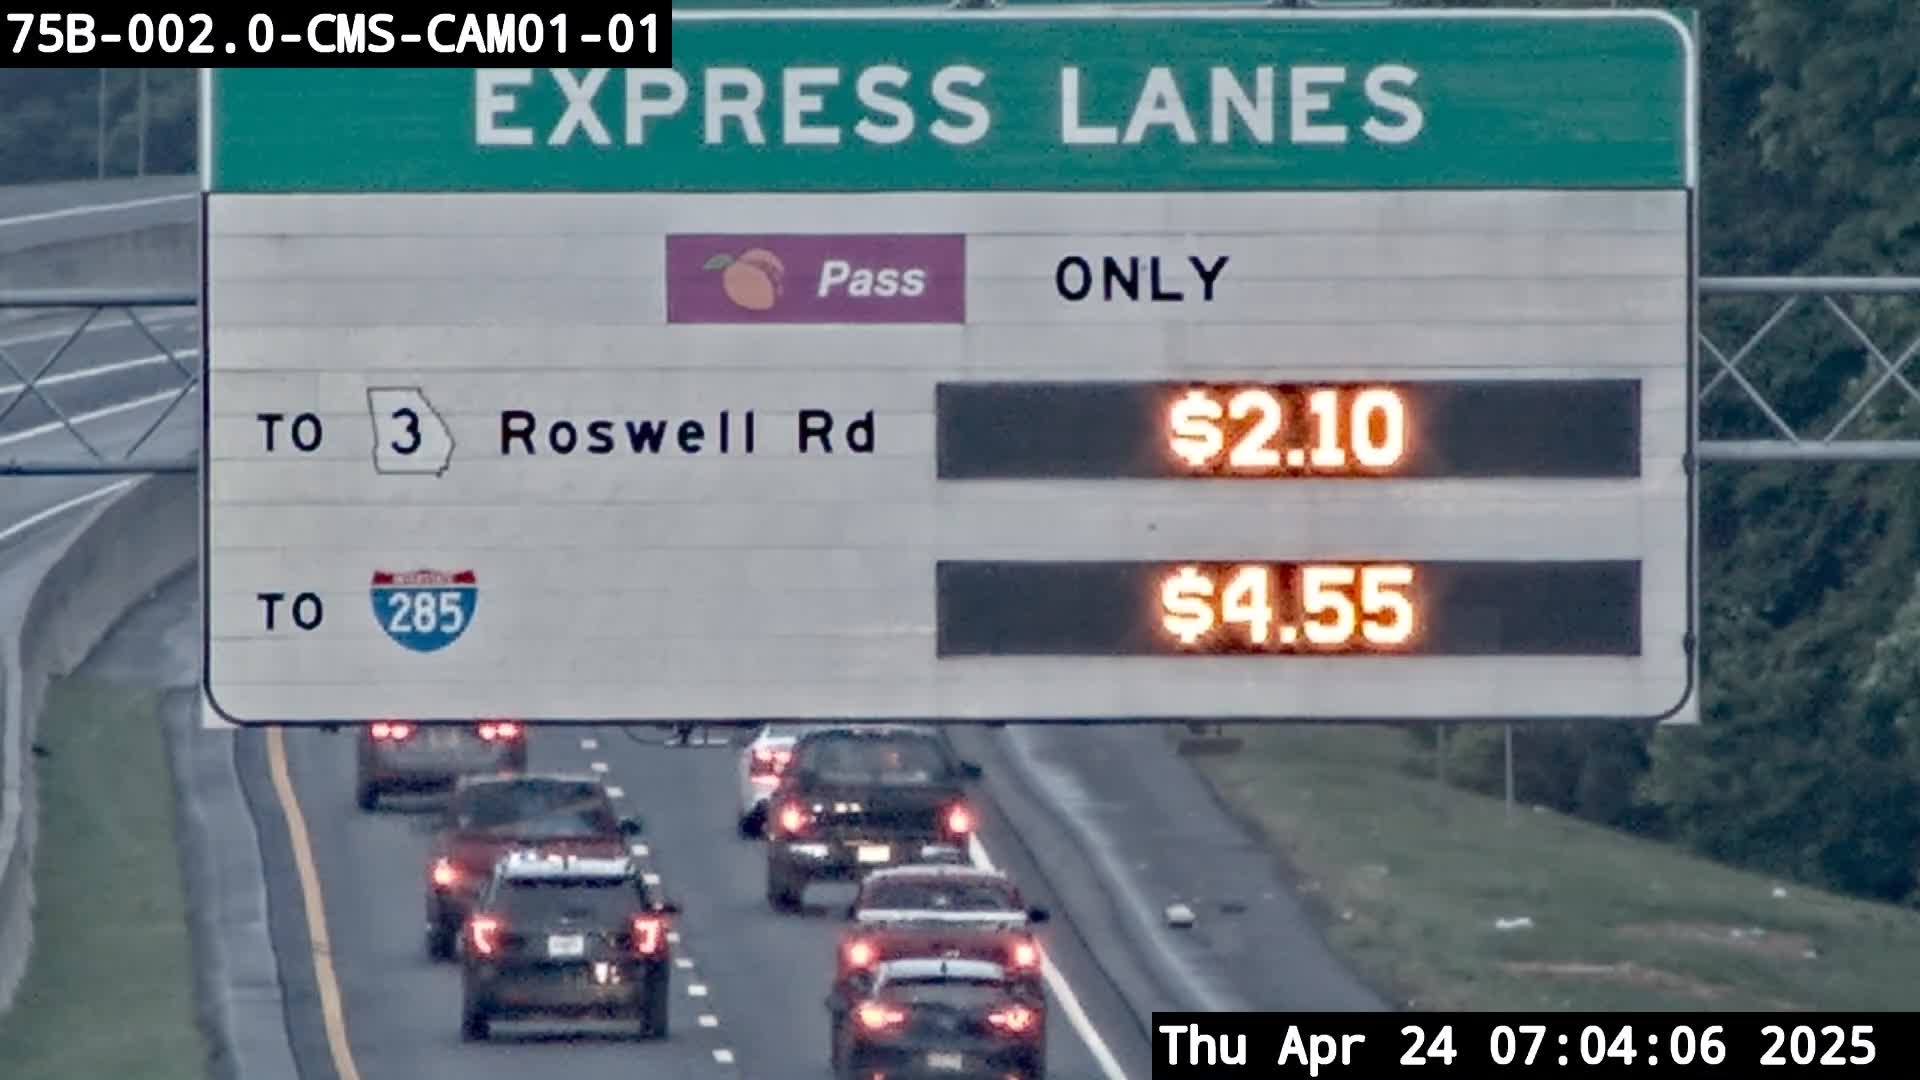 75B-002.0-CMS-CAM01-01
EXPRESS LANES
Pass ONLY
TO 3 Roswell Rd $2.10
TO 285 $4.55
Thu Apr 24 07:04:06 2025